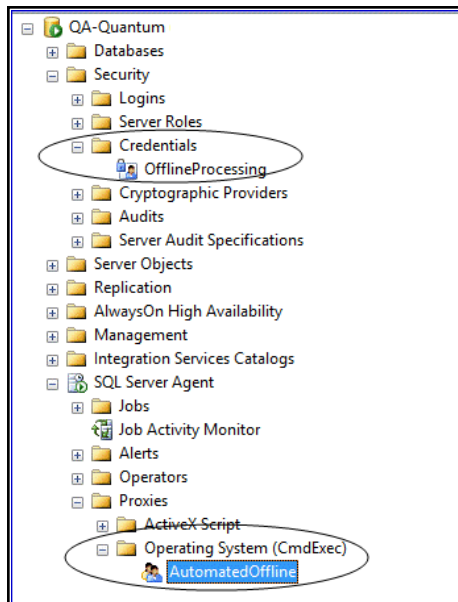 QA-Quantum
Databases
Security
Logins
Server Roles
Credentials
OfflineProcessing
Cryptographic Providers
Audits
Server Audit Specifications
Server Objects
Replication
AlwaysOn High Availability
Management
Integration Services Catalogs
SQL Server Agent
Jobs
Job Activity Monitor
Alerts
Operators
Proxies
ActiveX Script
Operating System (CmdExec)
AutomatedOffline